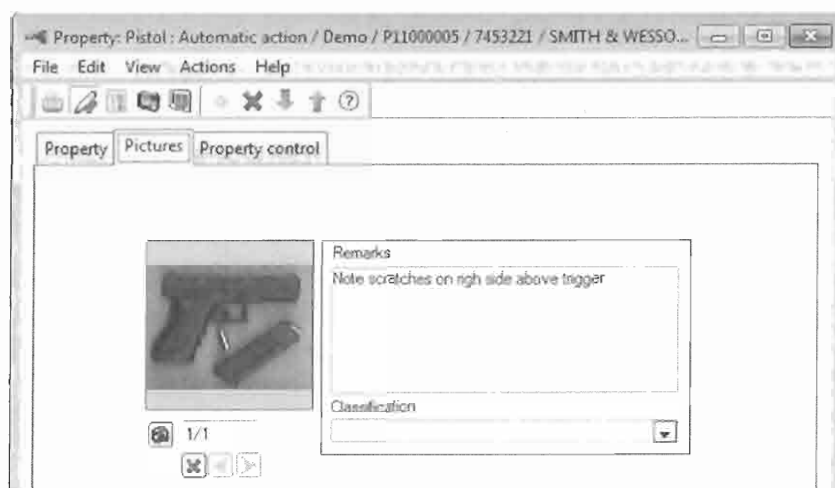 Property: Pistol : Automatic action / Demo / P11000005 / 7453221 / SMITH & WESSO...
File Edit View Actions Help
Property Pictures Property control
Remarks
Note scratches on righ side above trigger
Classification
1/1